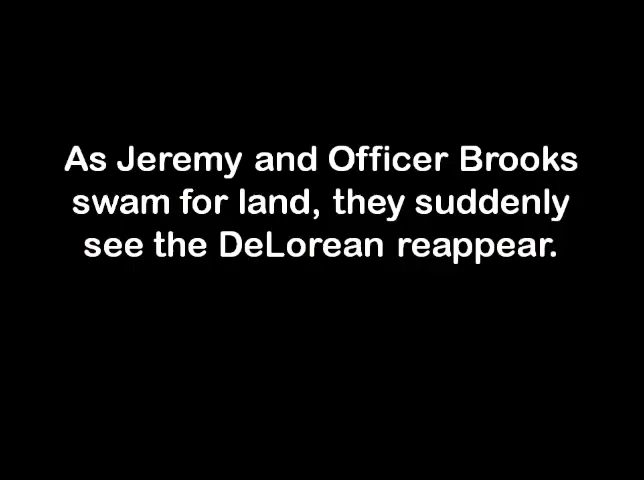 As Jeremy and Officer Brooks
swam for land, they suddenly
see the DeLorean reappear.